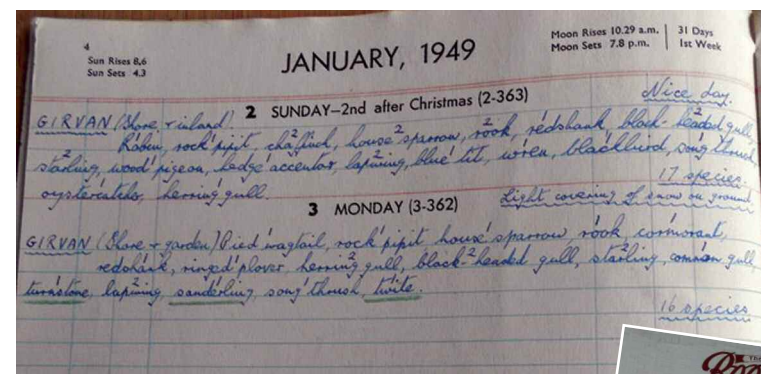 4
Sun Rises 8.6
Sun Sets 4.3
JANUARY, 1949
Moon Rises 10.29 a.m.
Moon Sets 7.8 p.m.
31 Days
1st Week
2 SUNDAY—2nd after Christmas (2-363)
Nice day.
GIRVAN (Shore + inland)
Robin, rock pipit, chaffinch, house sparrow, rook, redshank, black-headed gull,
starling, wood pigeon, hedge accentor, lapwing, blue tit, wren, blackbird, song thrush
oystercatcher, herring gull.
17 species.
3 MONDAY (3-362)
Light covering of snow on ground
GIRVAN (Shore + garden) Pied wagtail, rock pipit, house sparrow, rook, cormorant,
redshank, ringed plover, herring gull, black-headed gull, starling, common gull,
turnstone, lapwing, sanderling, song thrush, twite.
16 species